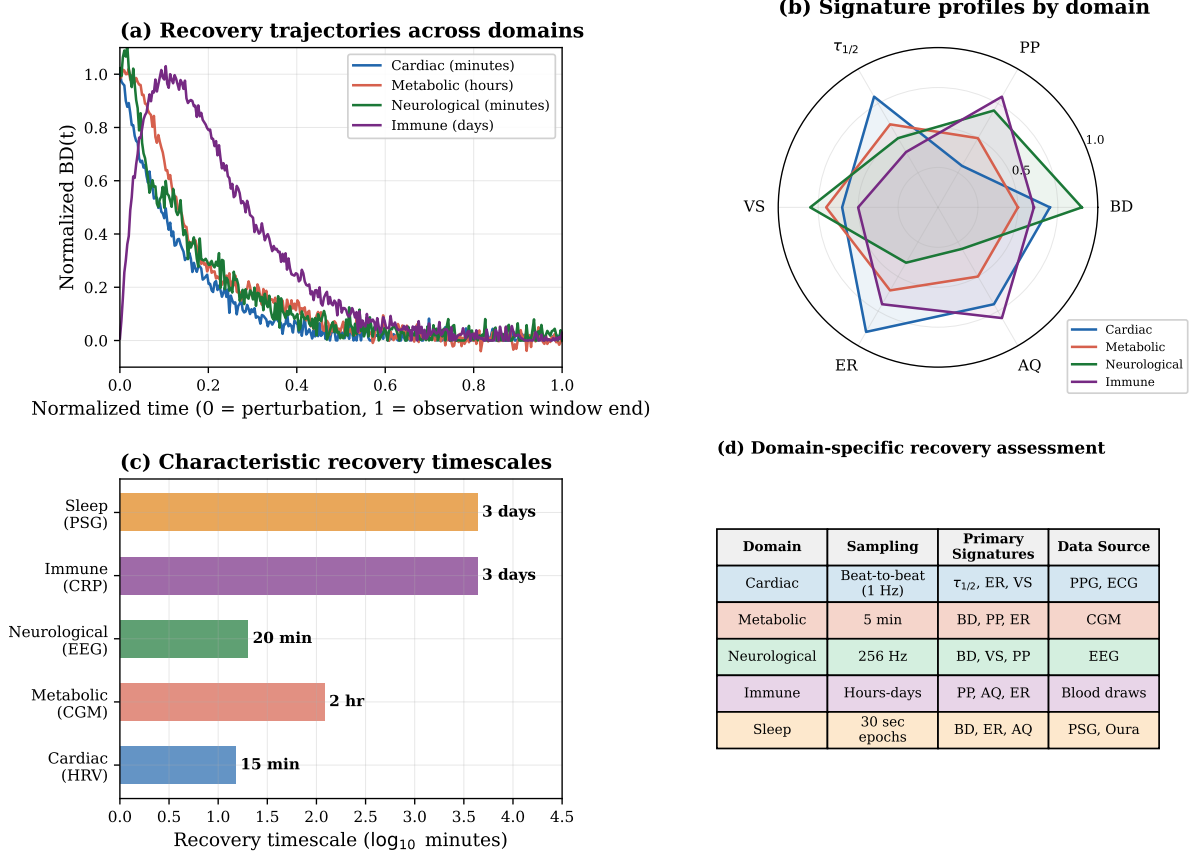 (a) Recovery trajectories across domains
Normalized BD(t)
1.0
0.8
0.6
0.4
0.2
0.0
Cardiac (minutes)
Metabolic (hours)
Neurological (minutes)
Immune (days)
0.0 0.2 0.4 0.6 0.8 1.0
Normalized time (0 = perturbation, 1 = observation window end)
(b) Signature profiles by domain
τ1/2
PP
1.0
0.5
VS
BD
ER
AQ
Cardiac
Metabolic
Neurological
Immune
(c) Characteristic recovery timescales
Sleep
(PSG)
3 days
Immune
(CRP)
3 days
Neurological
(EEG)
20 min
Metabolic
(CGM)
2 hr
Cardiac
(HRV)
15 min
0.0 0.5 1.0 1.5 2.0 2.5 3.0 3.5 4.0 4.5
Recovery timescale (log10 minutes)
(d) Domain-specific recovery assessment
Domain Sampling Primary Signatures Data Source
Cardiac Beat-to-beat (1 Hz) τ1/2, ER, VS PPG, ECG
Metabolic 5 min BD, PP, ER CGM
Neurological 256 Hz BD, VS, PP EEG
Immune Hours-days PP, AQ, ER Blood draws
Sleep 30 sec epochs BD, ER, AQ PSG, Oura